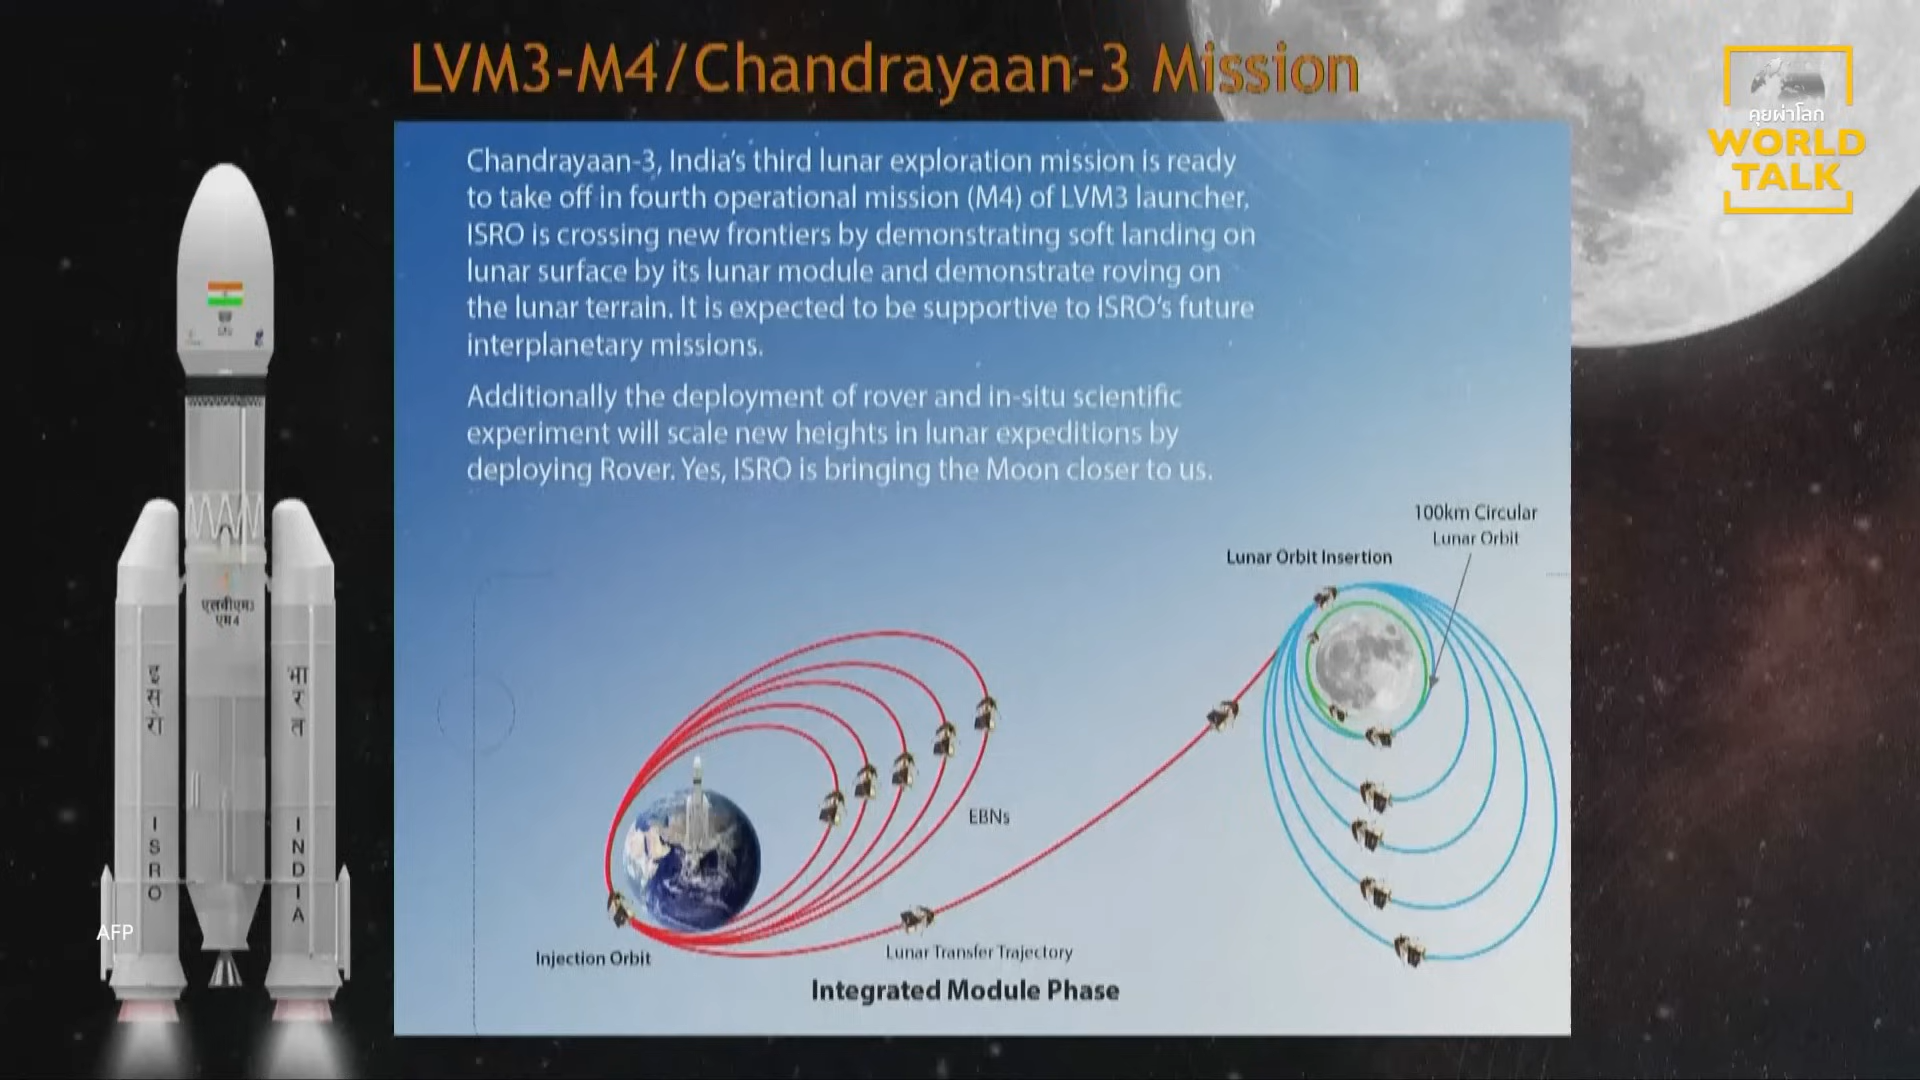 LVM3-M4/Chandrayaan-3 Mission
คุยผ่าโลก
WORLD
TALK
Chandrayaan-3, India's third lunar exploration mission is ready
to take off in fourth operational mission (M4) of LVM3 launcher,
ISRO is crossing new frontiers by demonstrating soft landing on
lunar surface by its lunar module and demonstrate roving on
the lunar terrain. It is expected to be supportive to ISRO's future
interplanetary missions.
Additionally the deployment of rover and in-situ scientific
experiment will scale new heights in lunar expeditions by
deploying Rover. Yes, ISRO is bringing the Moon closer to us.
100km Circular
Lunar Orbit
Lunar Orbit Insertion
EBNs
Lunar Transfer Trajectory
Injection Orbit
Integrated Module Phase
एलवीएम3
एम4
इसरो
भारत
ISRO
INDIA
AFP